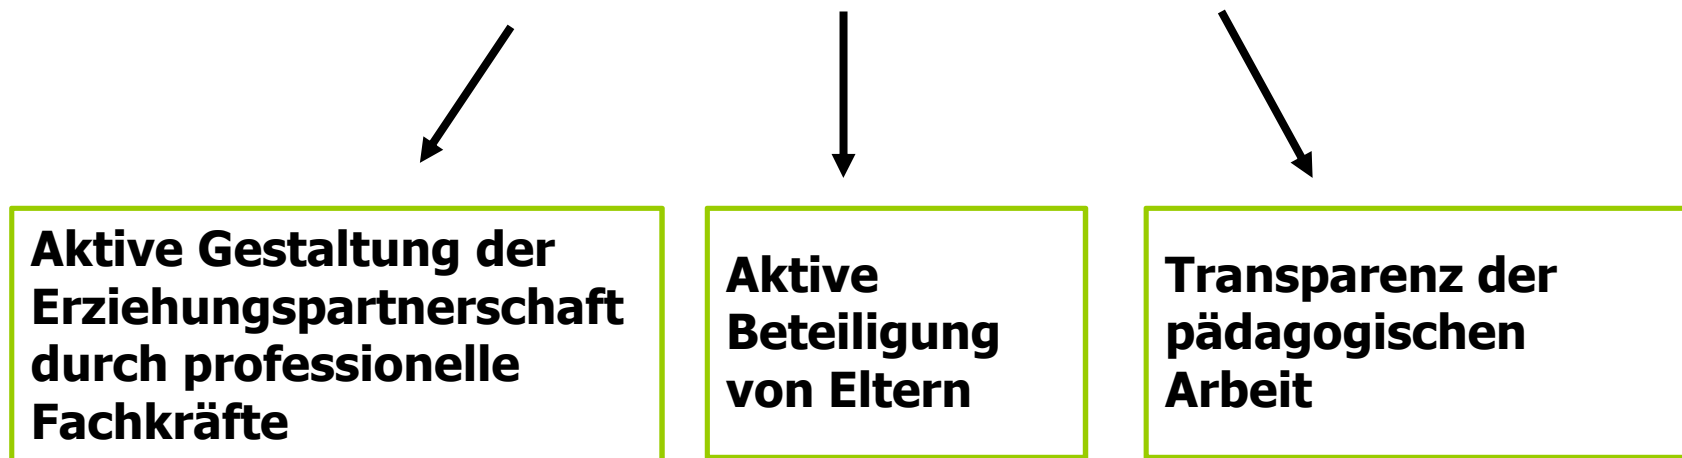 Aktive Gestaltung der
Erziehungspartnerschaft
durch professionelle
Fachkräfte
Aktive
Beteiligung
von Eltern
Transparenz der
pädagogischen
Arbeit